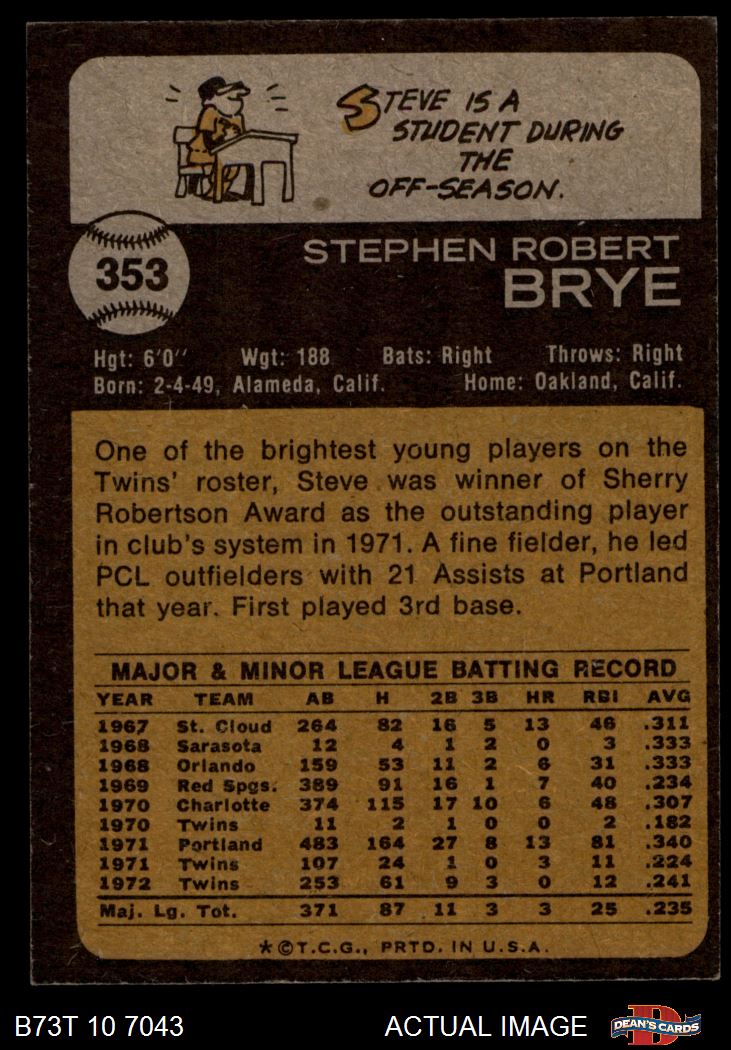 STEVE IS A
STUDENT DURING
THE
OFF-SEASON.
353
STEPHEN ROBERT
BRYE
Hgt: 6'0" Wgt: 188 Bats: Right Throws: Right
Born: 2-4-49, Alameda, Calif. Home: Oakland, Calif.
One of the brightest young players on the
Twins' roster, Steve was winner of Sherry
Robertson Award as the outstanding player
in club's system in 1971. A fine fielder, he led
PCL outfielders with 21 Assists at Portland
that year. First played 3rd base.
MAJOR & MINOR LEAGUE BATTING RECORD
YEAR TEAM AB H 2B 3B HR RBI AVG
1967 St. Cloud 264 82 16 5 13 46 .311
1968 Sarasota 12 4 1 2 0 3 .333
1968 Orlando 159 53 11 2 6 31 .333
1969 Red Spgs. 389 91 16 1 7 40 .234
1970 Charlotte 374 115 17 10 6 48 .307
1970 Twins 11 2 1 0 0 2 .182
1971 Portland 483 164 27 8 13 81 .340
1971 Twins 107 24 1 0 3 11 .224
1972 Twins 253 61 9 3 0 12 .241
Maj. Lg. Tot. 371 87 11 3 3 25 .235
*©T.C.G., PRTD. IN U.S.A.
B73T 10 7043 ACTUAL IMAGE
D
DEAN'S CARDS